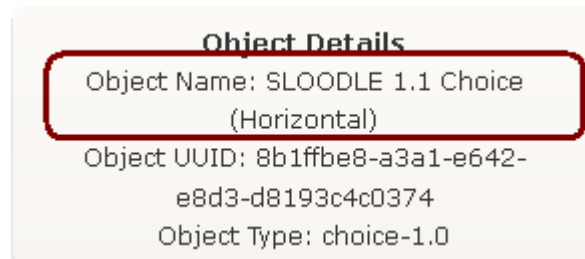 Object Details
Object Name: SLOODLE 1.1 Choice
(Horizontal)
Object UUID: 8b1ffbe8-a3a1-e642-
e8d3-d8193c4c0374
Object Type: choice-1.0